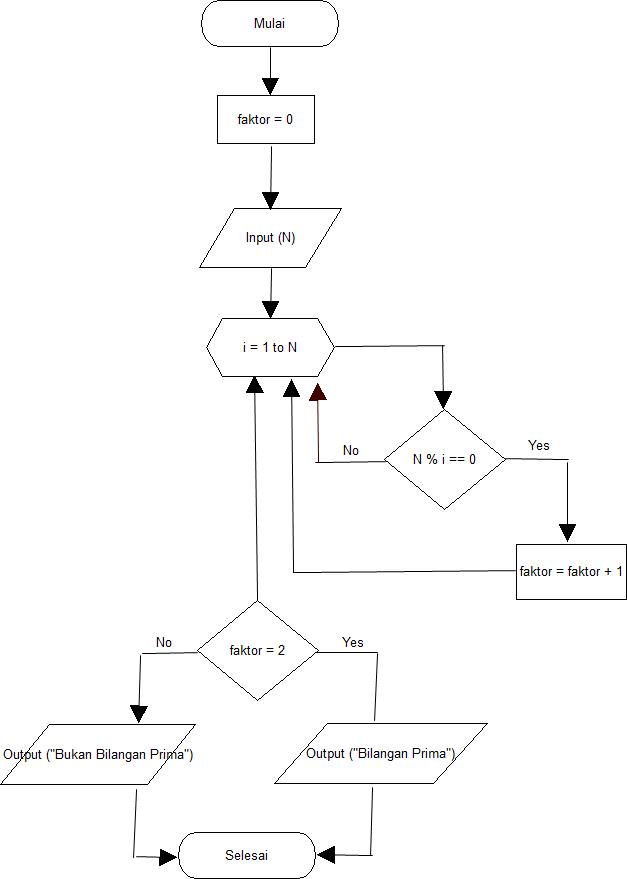 Mulai
faktor = 0
Input (N)
i = 1 to N
N % i == 0
No
Yes
faktor = faktor + 1
faktor = 2
No
Yes
Output ("Bukan Bilangan Prima")
Output ("Bilangan Prima")
Selesai